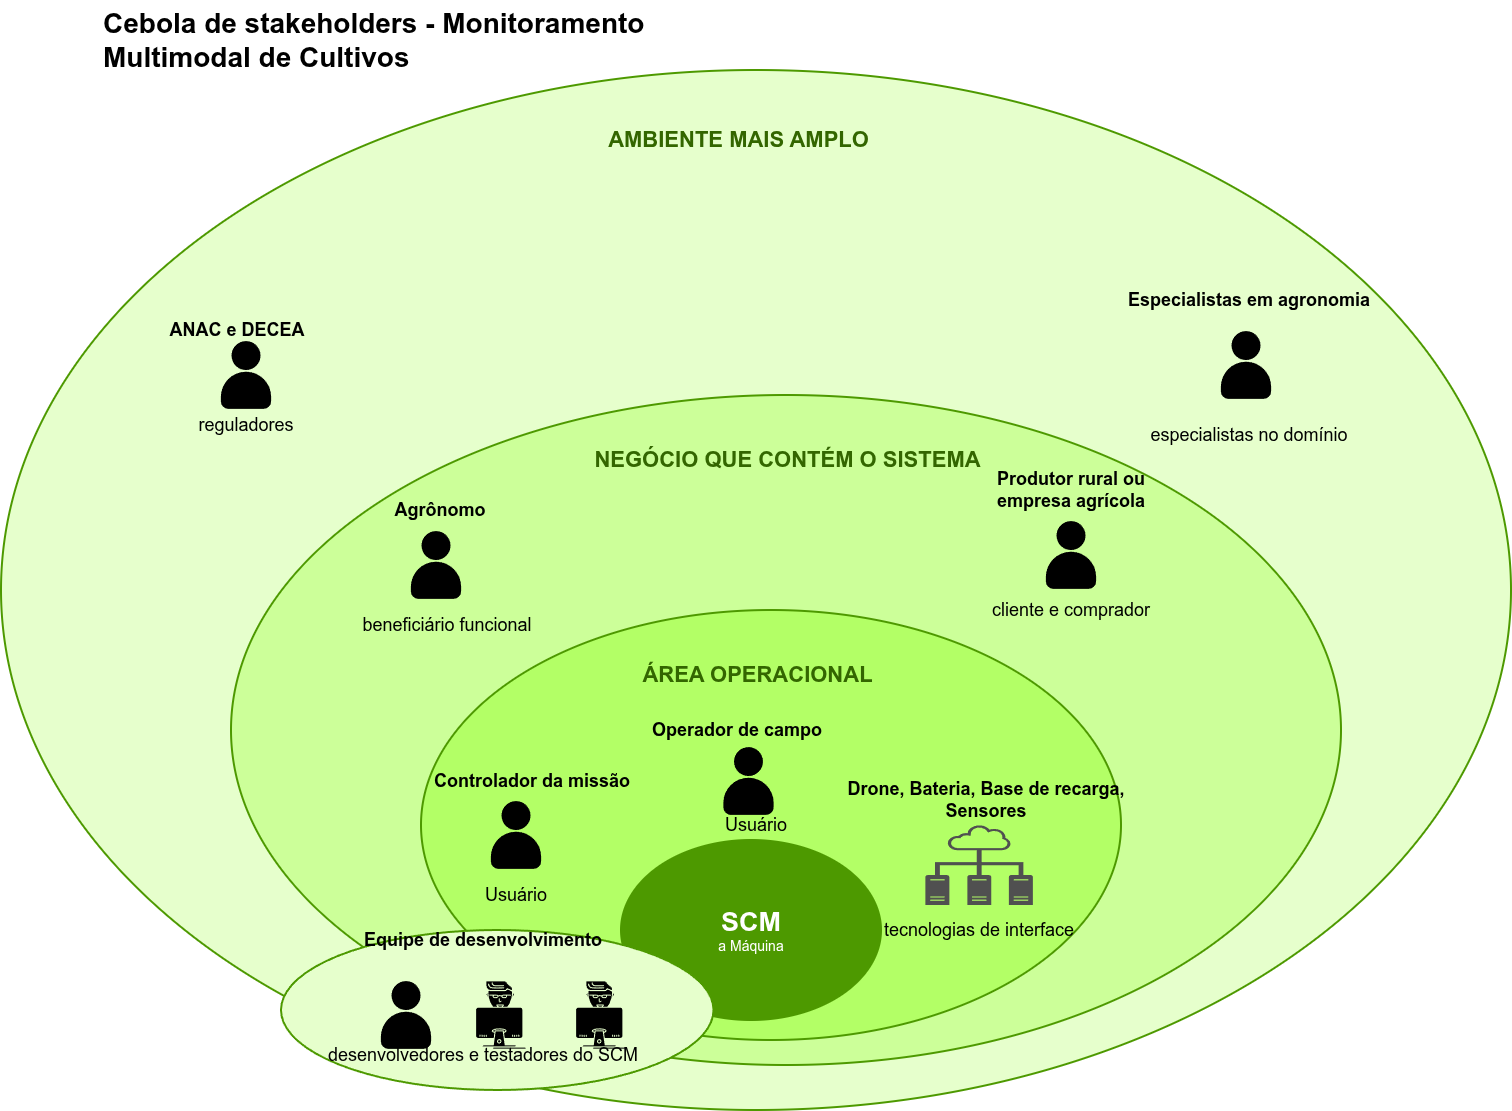 Cebola de stakeholders - Monitoramento
Multimodal de Cultivos
AMBIENTE MAIS AMPLO
Especialistas em agronomia
especialistas no domínio
ANAC e DECEA
reguladores
NEGÓCIO QUE CONTÉM O SISTEMA
Produtor rural ou
empresa agrícola
cliente e comprador
Agrônomo
beneficiário funcional
ÁREA OPERACIONAL
Operador de campo
Usuário
Controlador da missão
Usuário
Drone, Bateria, Base de recarga,
Sensores
tecnologias de interface
SCM
a Máquina
Equipe de desenvolvimento
desenvolvedores e testadores do SCM